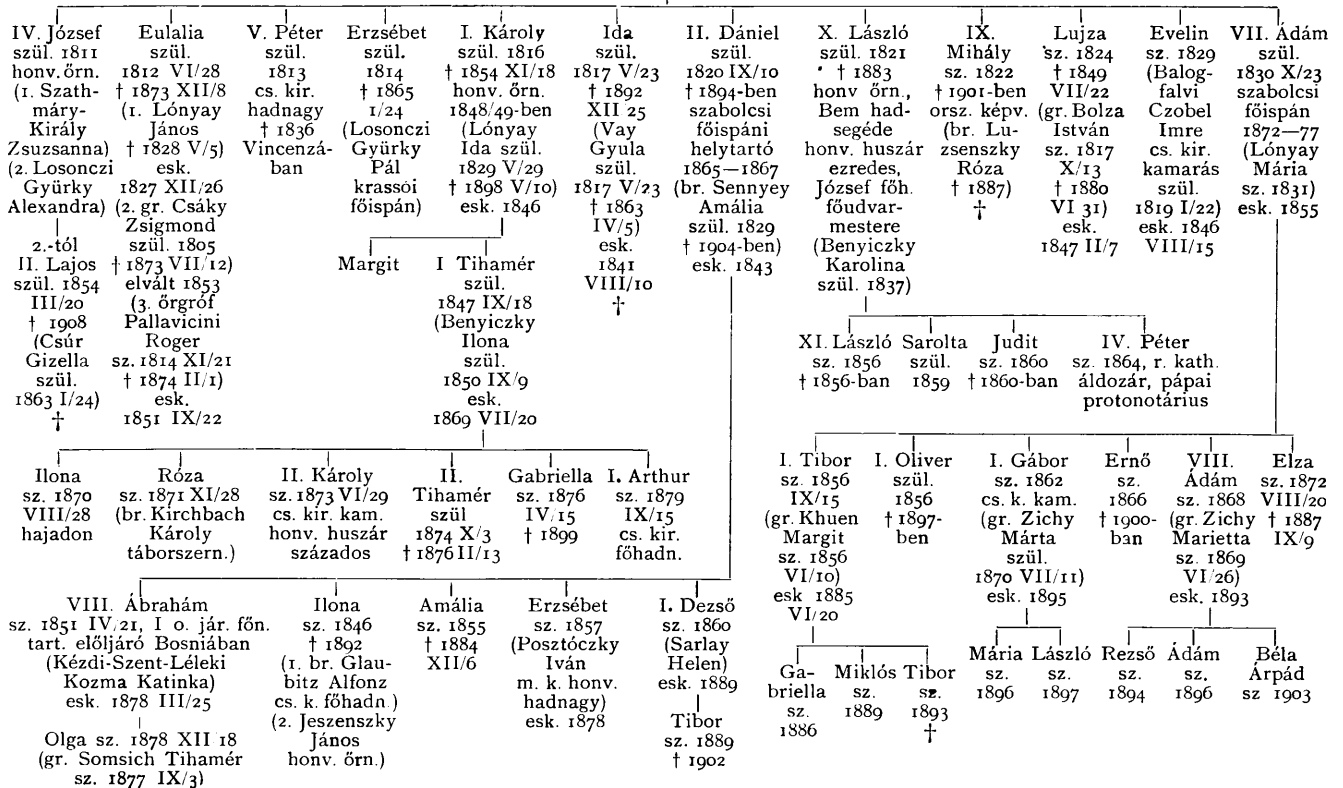 IV. József
szül. 1811
honv. őrn.
(1. Szath-
máry-
Király
Zsuzsanna)
(2. Losonczi
Gyürky
Alexandra)
2.-tól
II. Lajos
szül. 1854
III/20
† 1908
(Csúr
Gizella
szül.
1863 I/24)
†
Eulalia
szül.
1812 VI/28
† 1873 XII/8
(1. Lónyay
János
† 1828 V/5)
esk.
1827 XII/26
(2. gr. Csáky
Zsigmond
szül. 1805
† 1873 VII/12)
elvált 1853
(3. őrgróf
Pallavicini
Roger
sz. 1814 XI/21
† 1874 II/1)
esk.
1851 IX/22
V. Péter
szül.
1813
cs. kir.
hadnagy
† 1836
Vincenzá-
ban
Erzsébet
szül.
1814
† 1865
1/24
(Losonczi
Gyürky
Pál
krassói
főispán)
I. Károly
szül. 1816
† 1854 XI/18
honv. őrn.
1848/49-ben
(Lónyay
Ida szül.
1829 V/29
† 1898 V/10)
esk. 1846
Margit
I Tihamér
szül.
1847 IX/18
(Benyiczky
Ilona
szül.
1850 IX/9
esk.
1869 VII/20
Ida
szül.
1817 V/23
† 1892
XII 25
(Vay
Gyula
szül.
1817 V/23
† 1863
IV/5)
esk.
1841
VIII/10
†
II. Dániel
szül.
1820 IX/10
† 1894-ben
szabolcsi
főispáni
helytartó
1865—1867
(br. Sennyey
Amália
szül. 1829
† 1904-ben)
esk. 1843
X. László
szül. 1821
† 1883
honv őrn.,
Bem had-
segéde
honv. huszár
ezredes,
József főh.
főudvar-
mestere
(Benyiczky
Karolina
szül. 1837)
IX.
Mihály
sz. 1822
† 1901-ben
orsz. képv.
(br. Lu-
zsenszky
Róza
† 1887)
†
Lujza
sz. 1824
† 1849
VII/22
(gr. Bolza
István
sz. 1817
X/13
† 1880
VI 31)
esk.
1847 II/7
Evelin
sz. 1829
(Balog-
falvi
Czobel
Imre
cs. kir.
kamarás
szül.
1819 I/22)
esk. 1846
VIII/15
VII. Ádám
szül.
1830 X/23
szabolcsi
főispán
1872—77
(Lónyay
Mária
sz. 1831)
esk. 1855
XI. László
sz. 1856
† 1856-ban
Sarolta
szül.
1859
Judit
sz. 1860
† 1860-ban
IV. Péter
sz. 1864, r. kath.
áldozár, pápai
protonotárius
Ilona
sz. 1870
VIII/28
hajadon
Róza
sz. 1871 XI/28
(br. Kirchbach
Károly
táborszern.)
II. Károly
sz. 1873 VI/29
cs. kir. kam.
honv. huszár
százados
II.
Tihamér
szül
1874 X/3
† 1876 II/13
Gabriella
sz. 1876
IV/15
† 1899
I. Arthur
sz. 1879
IX/15
cs. kir.
főhadn.
I. Tibor
sz. 1856
IX/15
(gr. Khuen
Margit
sz. 1856
VI/10)
esk 1885
VI/20
I. Oliver
szül.
1856
† 1897-
ben
I. Gábor
sz. 1862
cs. k. kam.
(gr. Zichy
Márta
szül.
1870 VII/11)
esk. 1895
Ernő
sz.
1866
† 1900-
ban
VIII.
Ádám
sz. 1868
(gr. Zichy
Marietta
sz. 1869
VI/26)
esk. 1893
Elza
sz. 1872
VIII/20
† 1887
IX/9
VIII. Ábrahám
sz. 1851 IV/21, I o. jár. főn.
tart. előljáró Bosniában
(Kézdi-Szent-Léleki
Kozma Katinka)
esk. 1878 III/25
Olga sz. 1878 XII 18
(gr. Somsich Tihamér
sz. 1877 IX/3)
Ilona
sz. 1846
† 1892
(1. br. Glau-
bitz Alfonz
cs. k. főhadn.)
(2. Jeszenszky
János
honv. őrn.)
Amália
sz. 1855
† 1884
XII/6
Erzsébet
sz. 1857
(Posztóczky
Iván
m. k. honv.
hadnagy)
esk. 1878
I. Dezső
sz. 1860
(Sarlay
Helen)
esk. 1889
Tibor
sz. 1889
† 1902
Ga-
briella
sz.
1886
Miklós
sz.
1889
Tibor
sz.
1893
†
Mária
sz.
1896
László
sz.
1897
Rezső
sz.
1894
Ádám
sz.
1896
Béla
Árpád
sz 1903